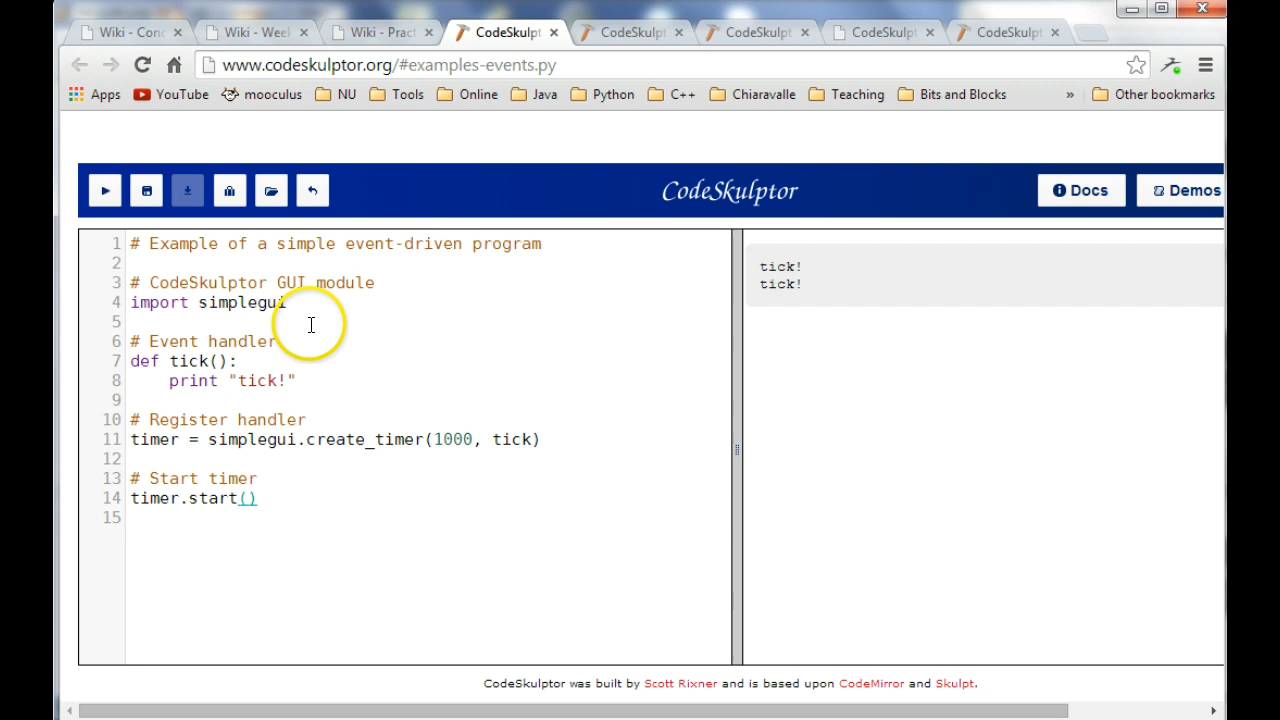 Wiki - Conc
Wiki - Week
Wiki - Pract
CodeSkulpt
CodeSkulpt
CodeSkulpt
CodeSkulpt
CodeSkulpt
www.codeskulptor.org/#examples-events.py
Apps YouTube mooculus NU Tools Online Java Python C++ Chiaravalle Teaching Bits and Blocks » Other bookmarks
CodeSkulptor
Docs
Demos
1 # Example of a simple event-driven program
2
3 # CodeSkulptor GUI module
4 import simplegui
5
6 # Event handler
7 def tick():
8 print "tick!"
9
10 # Register handler
11 timer = simplegui.create_timer(1000, tick)
12
13 # Start timer
14 timer.start()
15
tick!
tick!
CodeSkulptor was built by Scott Rixner and is based upon CodeMirror and Skulpt.